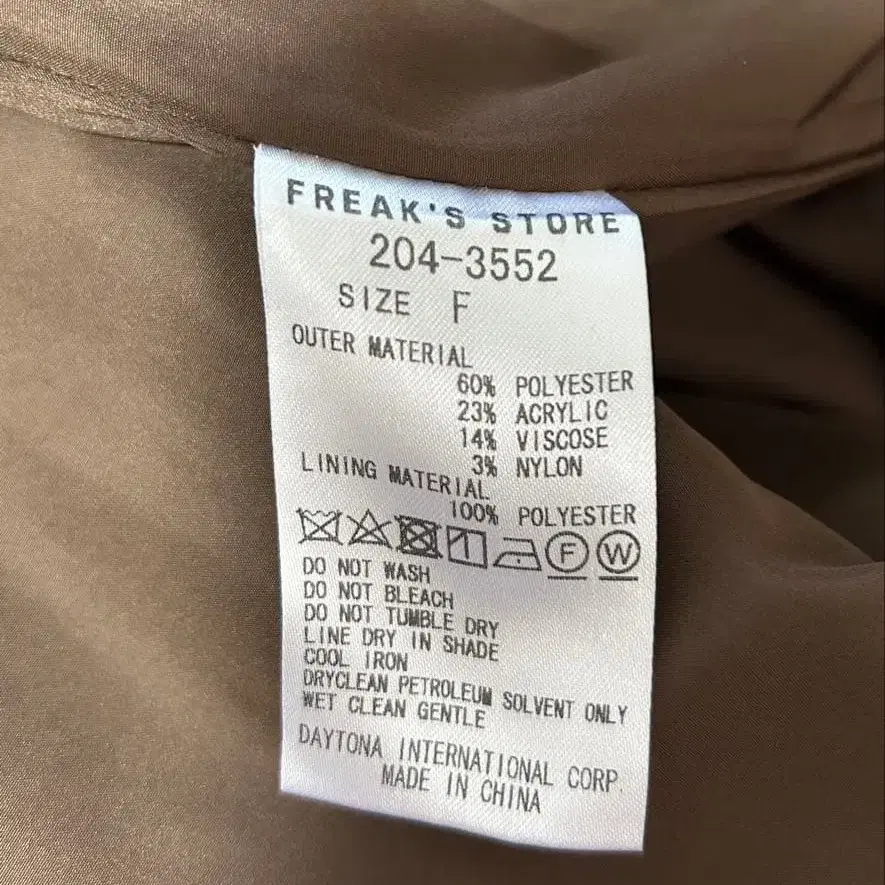 FREAK'S STORE
204-3552
SIZE F
OUTER MATERIAL
60% POLYESTER
23% ACRYLIC
14% VISCOSE
3% NYLON
LINING MATERIAL
100% POLYESTER
F W
DO NOT WASH
DO NOT BLEACH
DO NOT TUMBLE DRY
LINE DRY IN SHADE
COOL IRON
DRYCLEAN PETROLEUM SOLVENT ONLY
WET CLEAN GENTLE
DAYTONA INTERNATIONAL CORP.
MADE IN CHINA